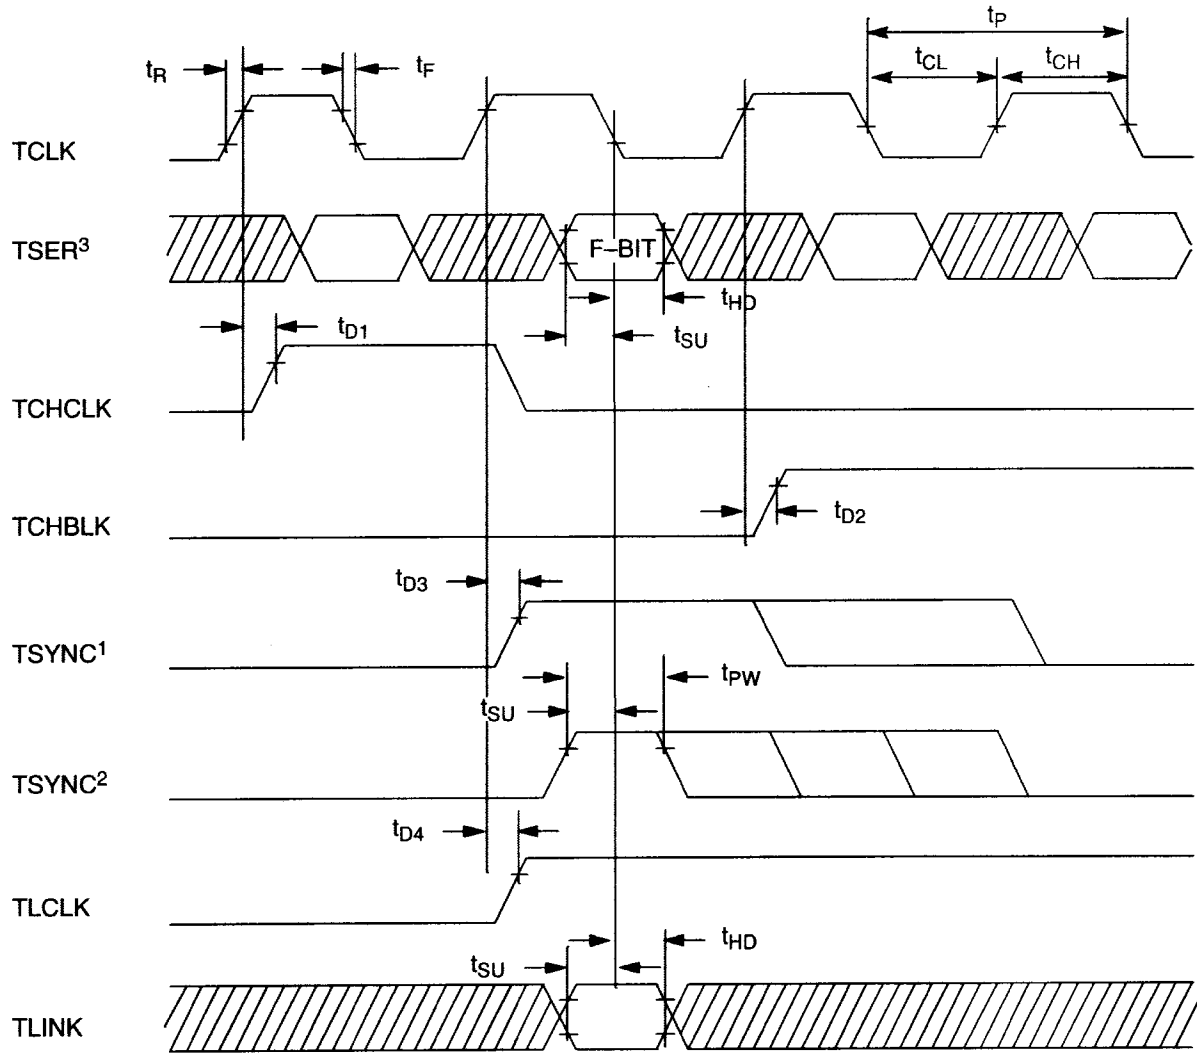 tP
tR
tF
tCL
tCH
TCLK
TSER3
F–BIT
tHD
tD1
tSU
TCHCLK
TCHBLK
tD2
tD3
TSYNC1
tPW
tSU
TSYNC2
tD4
TLCLK
tHD
tSU
TLINK